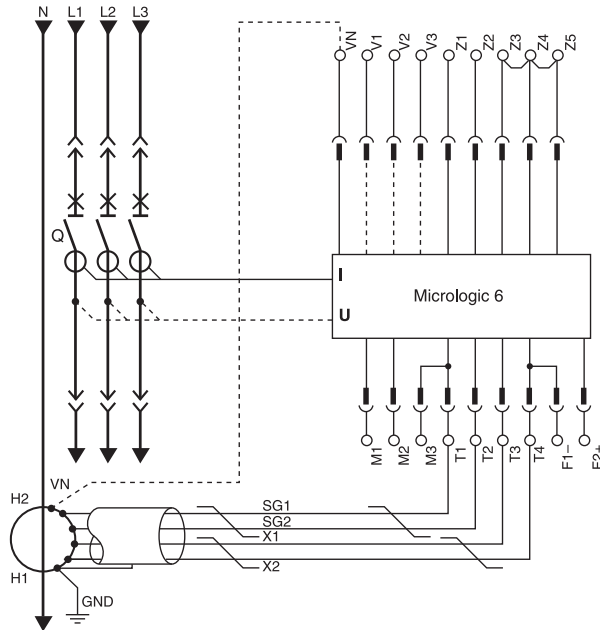 N L1 L2 L3
VN V1 V2 V3 Z1 Z2 Z3 Z4 Z5
Q
I
U
Micrologic 6
M1 M2 M3 T1 T2 T3 T4 F1– F2+
VN
H2
H1
SG1
SG2
X1
X2
GND